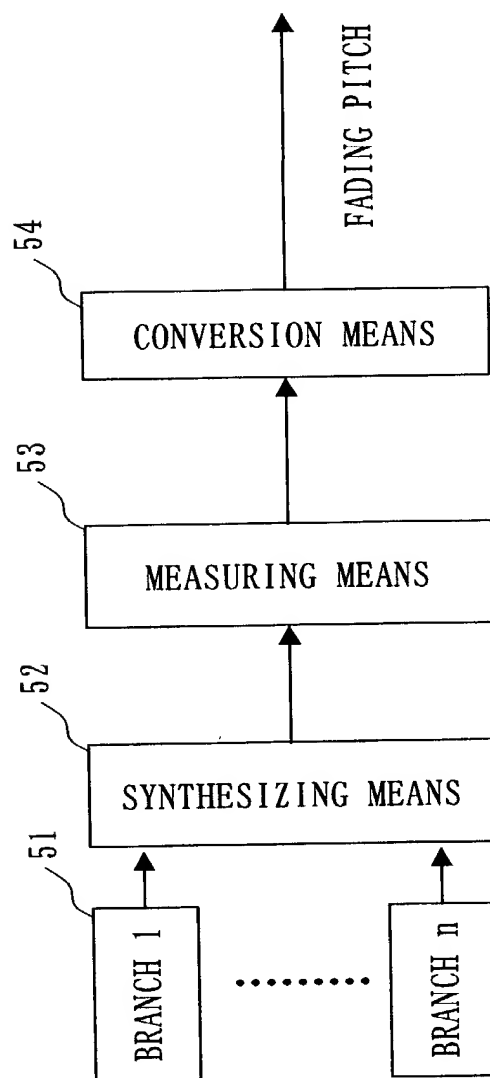 51
BRANCH 1
BRANCH n
52
SYNTHESIZING MEANS
53
MEASURING MEANS
54
CONVERSION MEANS
FADING PITCH